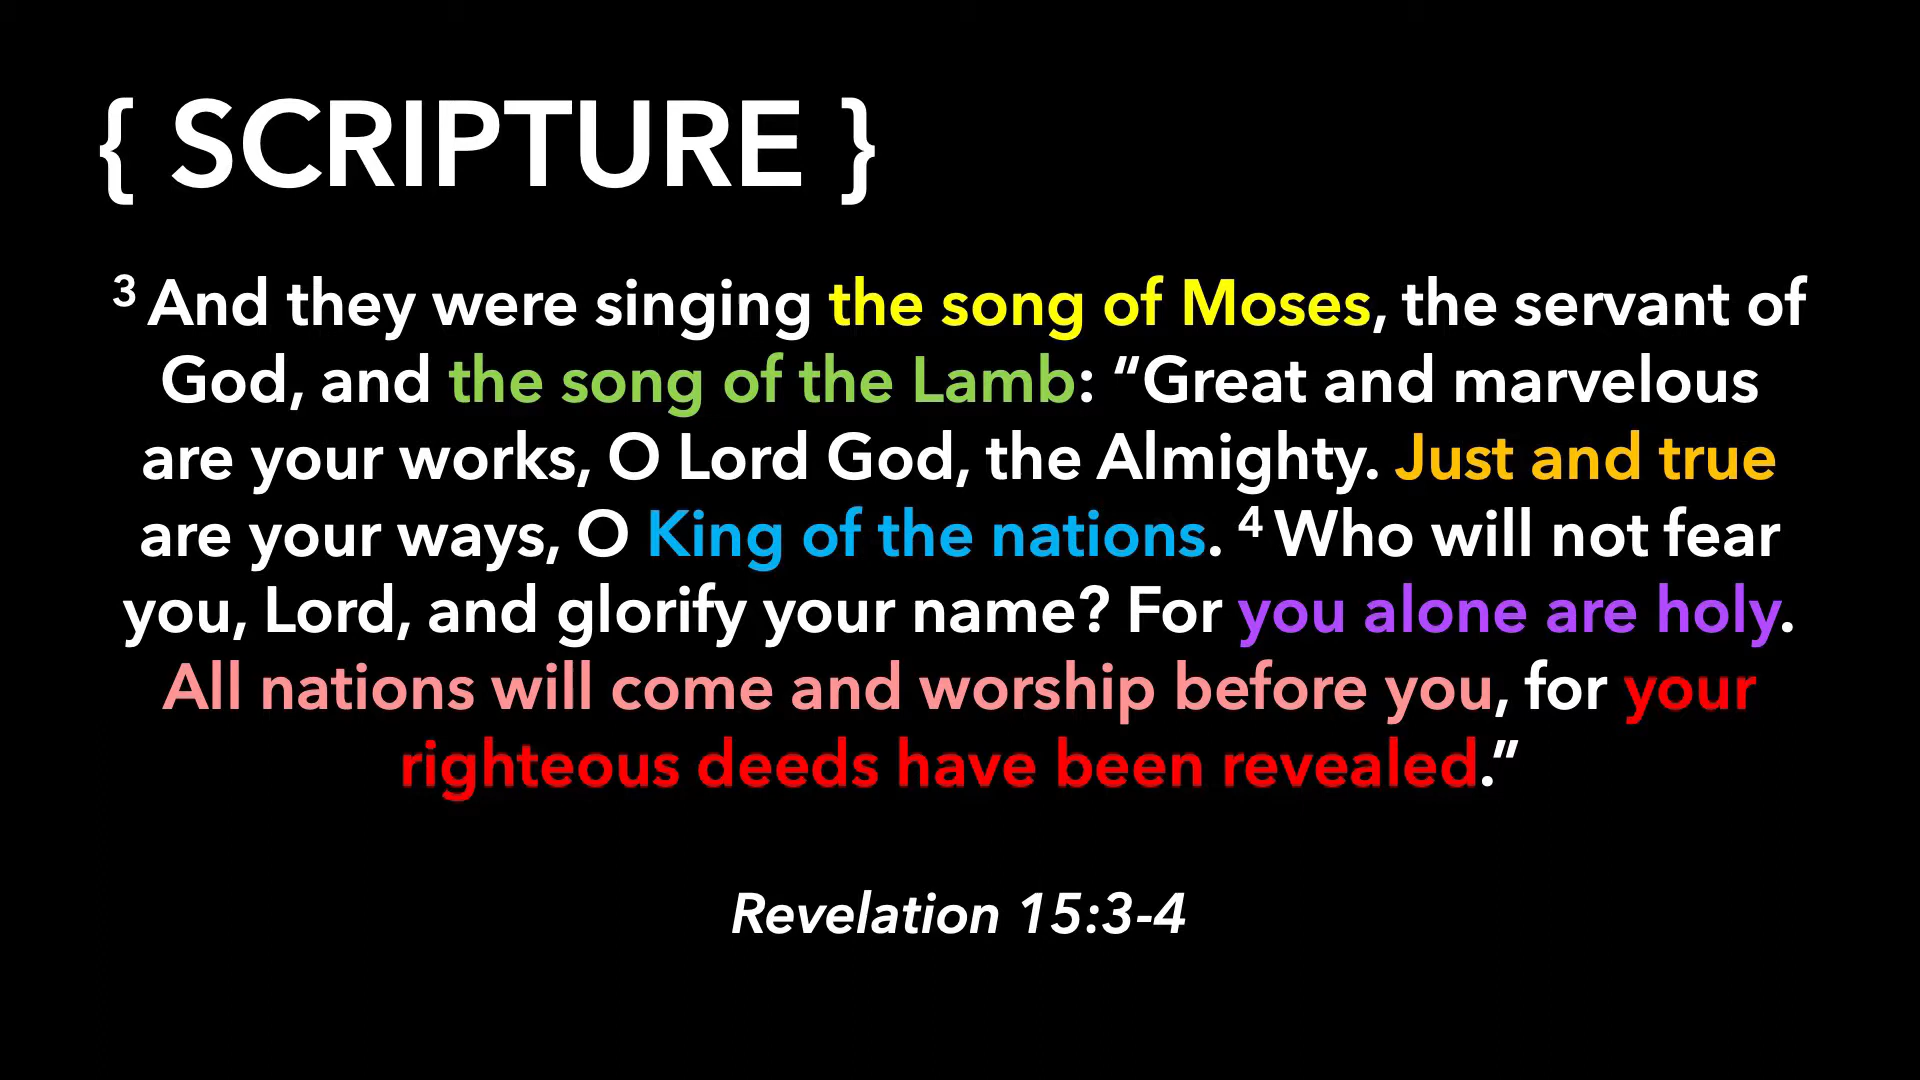 { SCRIPTURE }
³ And they were singing the song of Moses, the servant of
God, and the song of the Lamb: “Great and marvelous
are your works, O Lord God, the Almighty. Just and true
are your ways, O King of the nations. ⁴ Who will not fear
you, Lord, and glorify your name? For you alone are holy.
All nations will come and worship before you, for your
righteous deeds have been revealed.”
Revelation 15:3-4